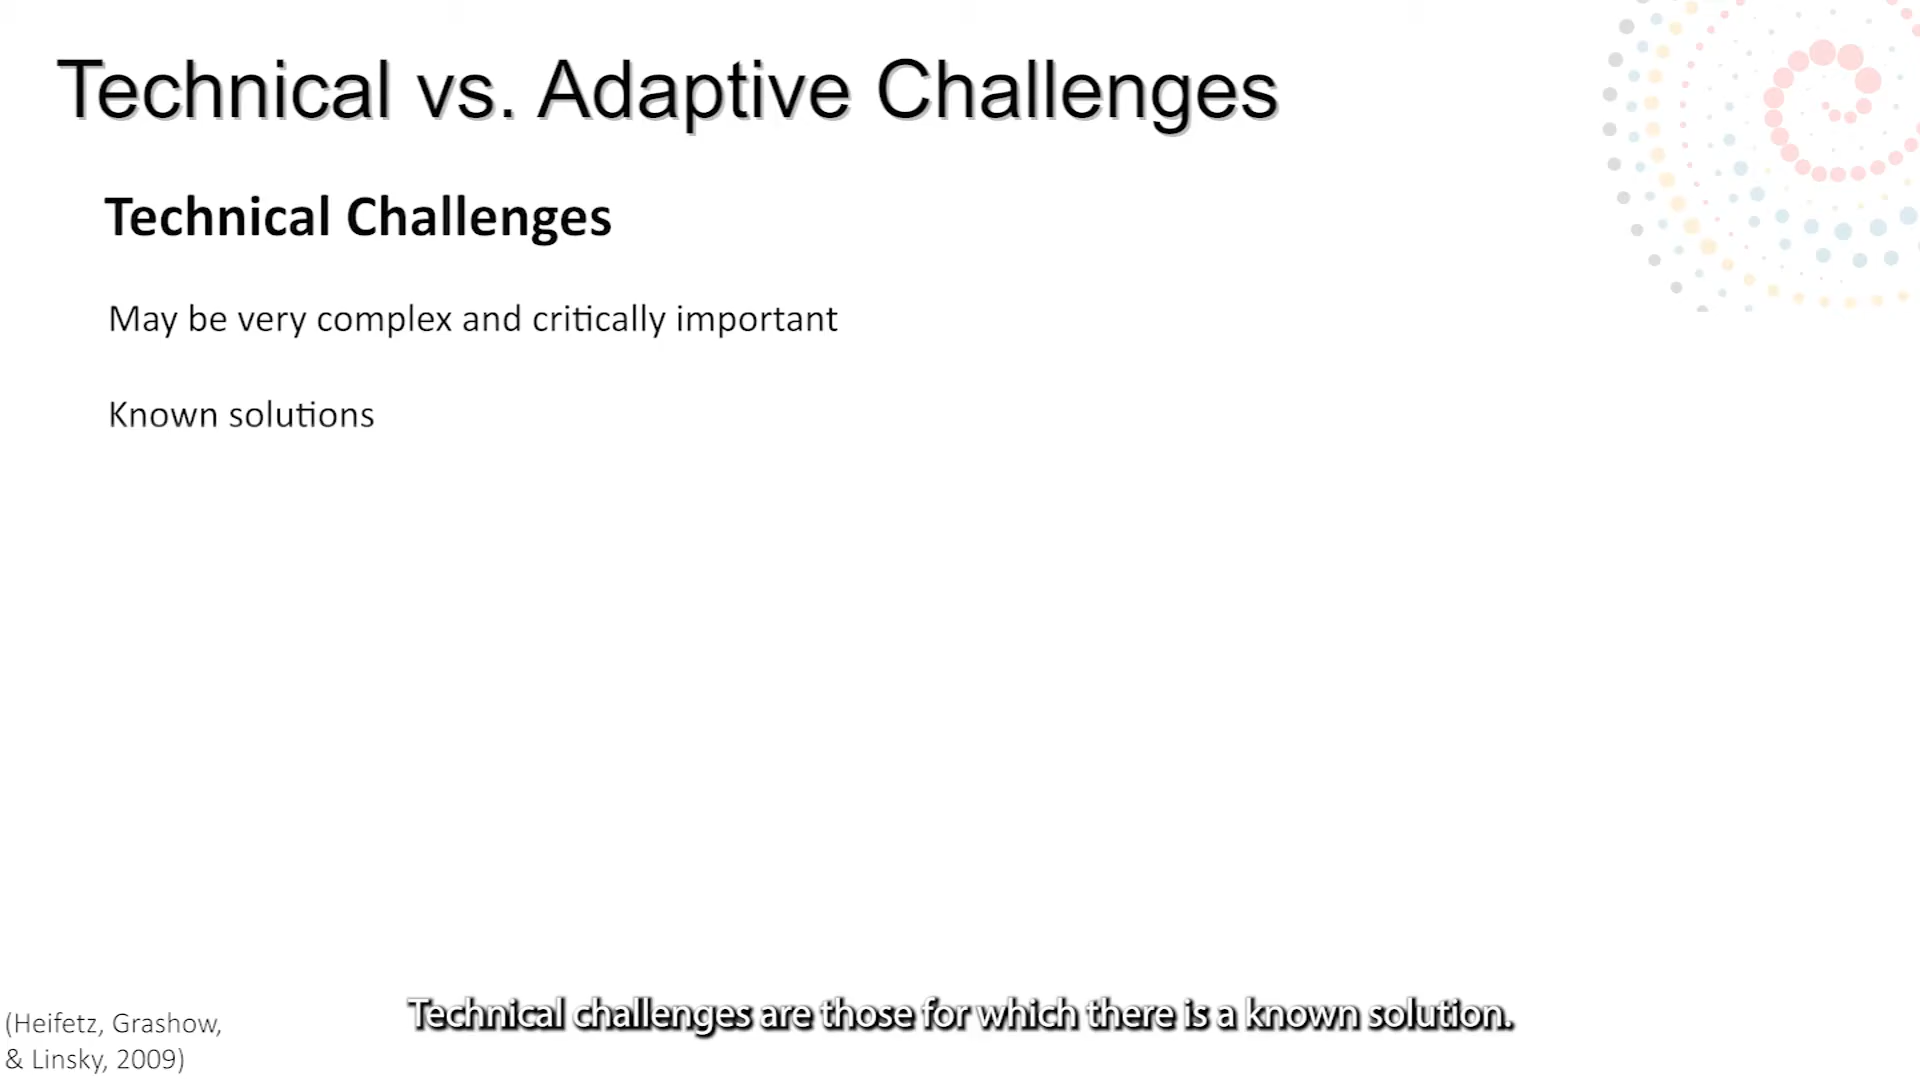 Technical vs. Adaptive Challenges
Technical Challenges
May be very complex and critically important
Known solutions
(Heifetz, Grashow,
& Linsky, 2009)
Technical challenges are those for which there is a known solution.